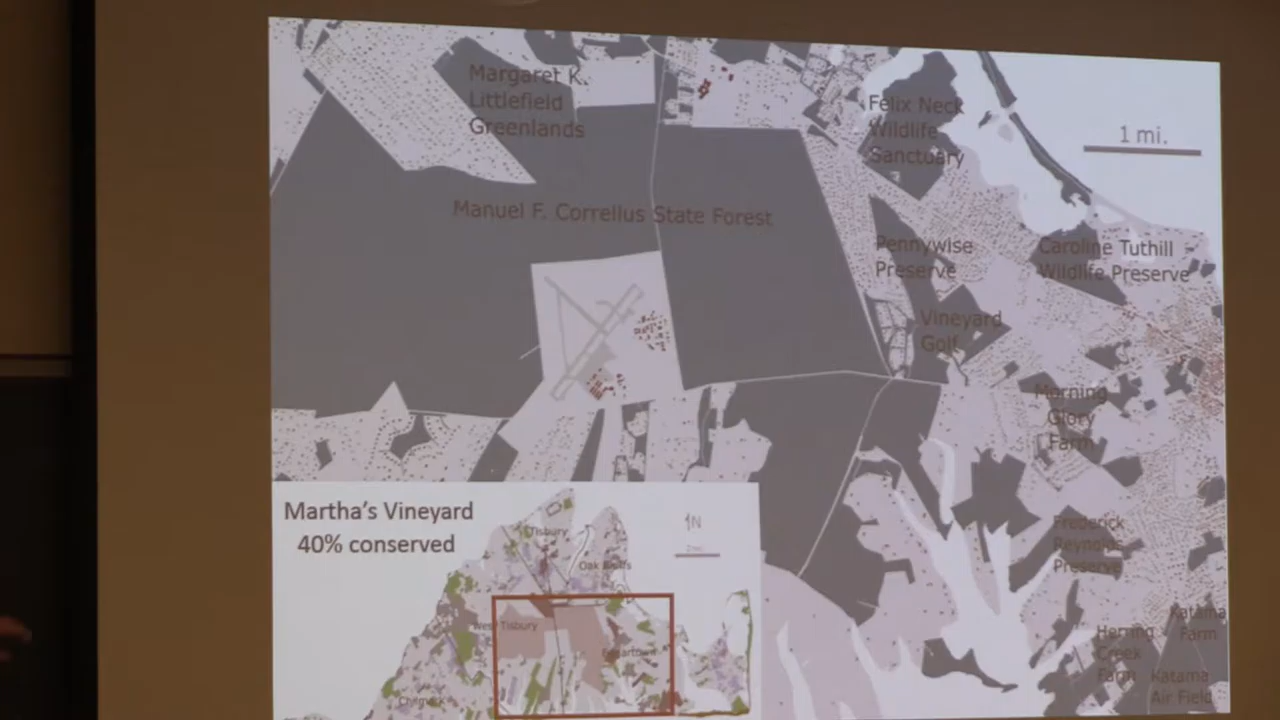 Margaret K.
Littlefield
Greenlands
Felix Neck
Wildlife
Sanctuary
1 mi.
Manuel F. Correllus State Forest
Pennywise
Preserve
Caroline Tuthill
Wildlife Preserve
Vineyard
Golf
Morning
Glory
Farm
Frederick
Reynolds
Preserve
Katama
Farm
Herring
Creek
Farm
Katama
Air Field
Martha's Vineyard
40% conserved
N
Tisbury
Oak Bluffs
West Tisbury
Edgartown
Chilmark